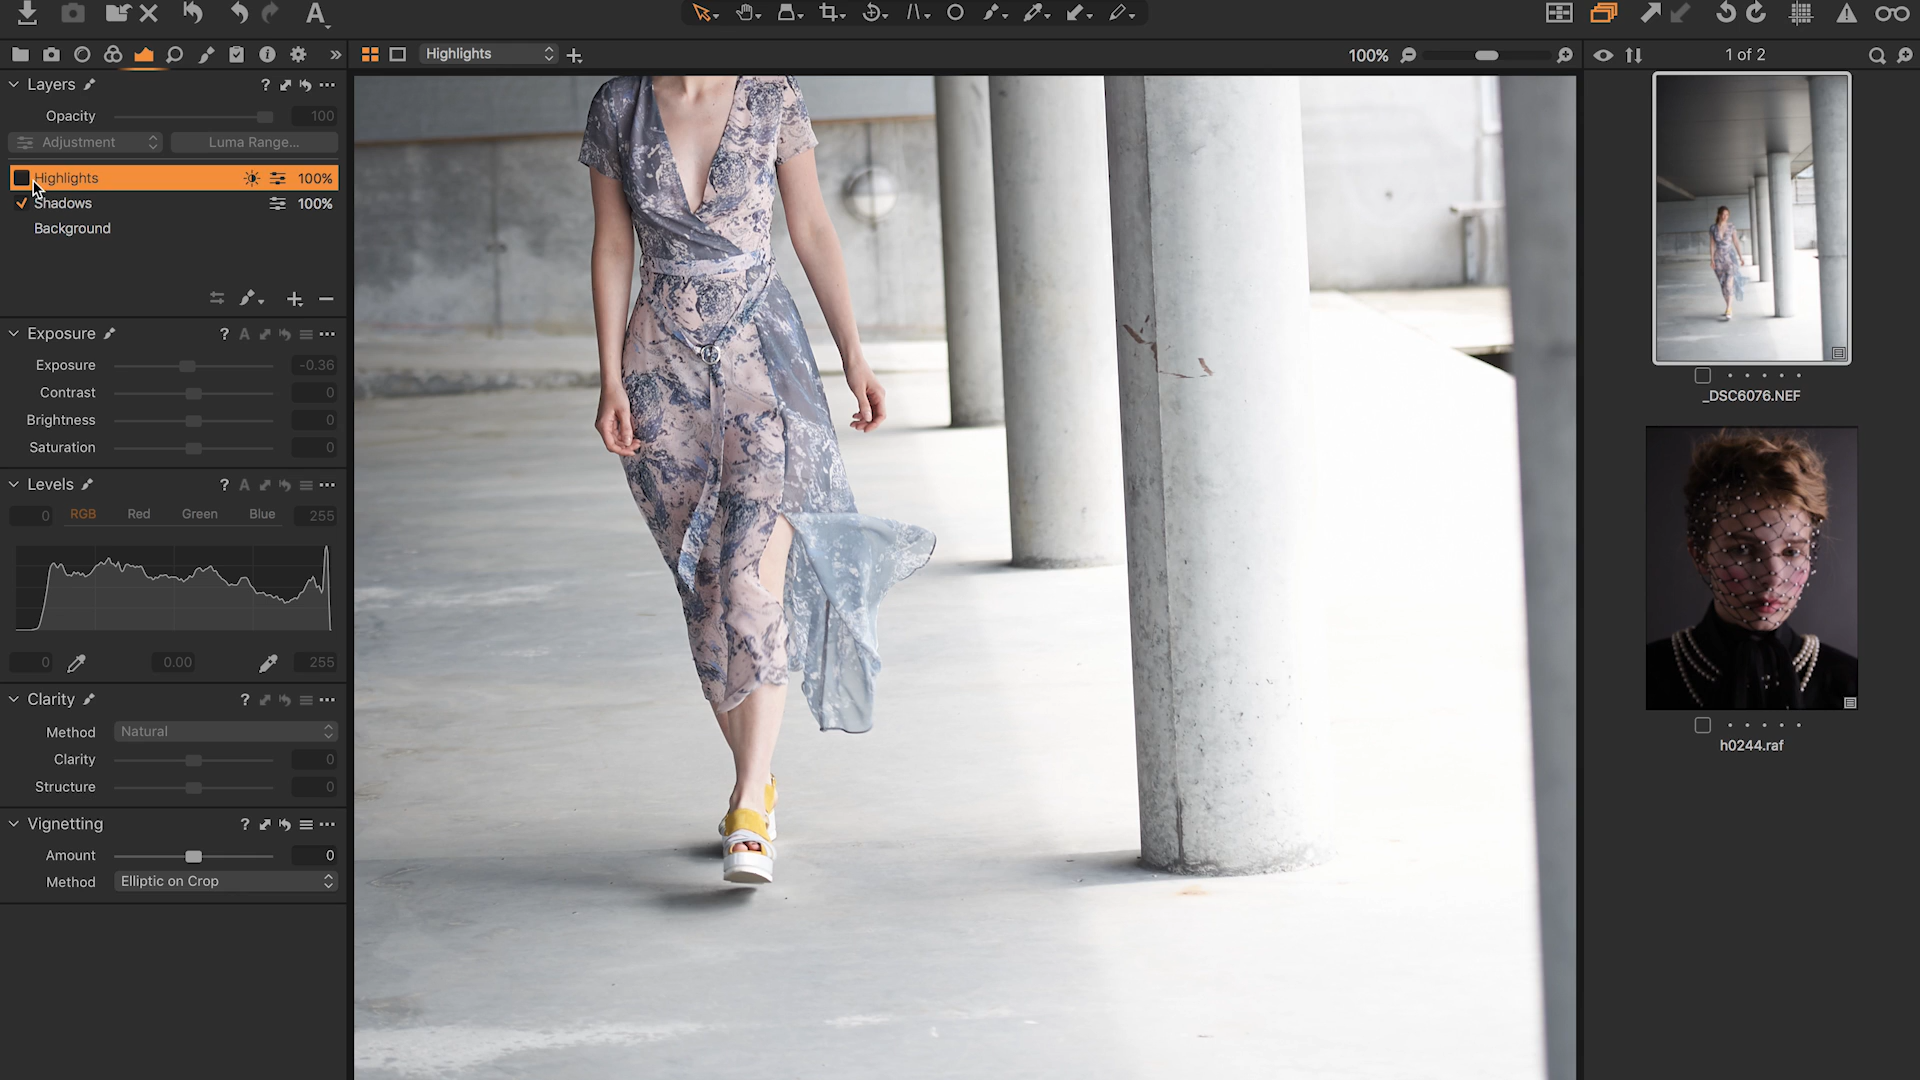 A
Highlights
100%
1 of 2
Layers
?
Opacity
100
Adjustment
Luma Range...
Highlights
100%
Shadows
100%
Background
Exposure
? A
Exposure
-0.36
Contrast
0
Brightness
0
Saturation
0
Levels
? A
0
RGB
Red
Green
Blue
255
0
0.00
255
Clarity
?
Method
Natural
Clarity
0
Structure
0
Vignetting
?
Amount
0
Method
Elliptic on Crop
_DSC6076.NEF
h0244.raf